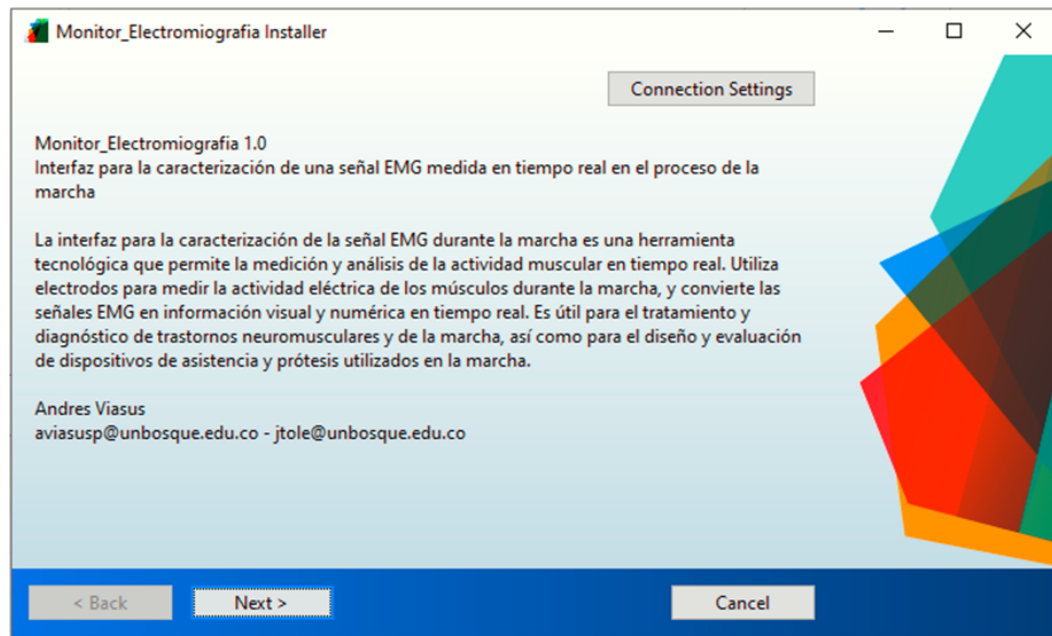 Monitor_Electromiografia Installer
Connection Settings
Monitor_Electromiografia 1.0
Interfaz para la caracterización de una señal EMG medida en tiempo real en el proceso de la
marcha
La interfaz para la caracterización de la señal EMG durante la marcha es una herramienta
tecnológica que permite la medición y análisis de la actividad muscular en tiempo real. Utiliza
electrodos para medir la actividad eléctrica de los músculos durante la marcha, y convierte las
señales EMG en información visual y numérica en tiempo real. Es útil para el tratamiento y
diagnóstico de trastornos neuromusculares y de la marcha, así como para el diseño y evaluación
de dispositivos de asistencia y prótesis utilizados en la marcha.
Andres Viasus
aviasusp@unbosque.edu.co - jtole@unbosque.edu.co
< Back
Next >
Cancel